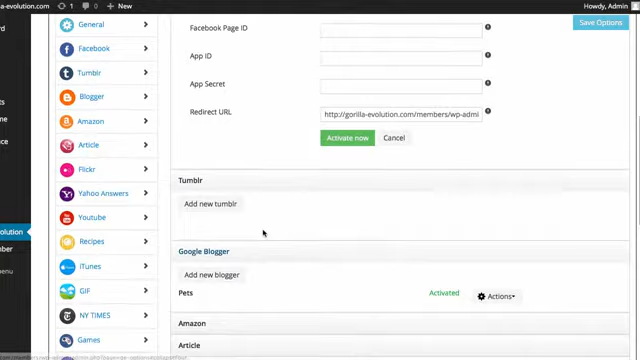 a-evolution.com
1
0
+ New
Howdy, Admin
Save Options
General
Facebook
Tumblr
Blogger
Amazon
Article
Flickr
Yahoo Answers
Youtube
Recipes
iTunes
GIF
NY TIMES
Games
olution
mber
menu
Facebook Page ID
App ID
App Secret
Redirect URL
http://gorilla-evolution.com/members/wp-admi
Activate now
Cancel
Tumblr
Add new tumblr
Google Blogger
Add new blogger
Pets
Activated
Actions
Amazon
Article